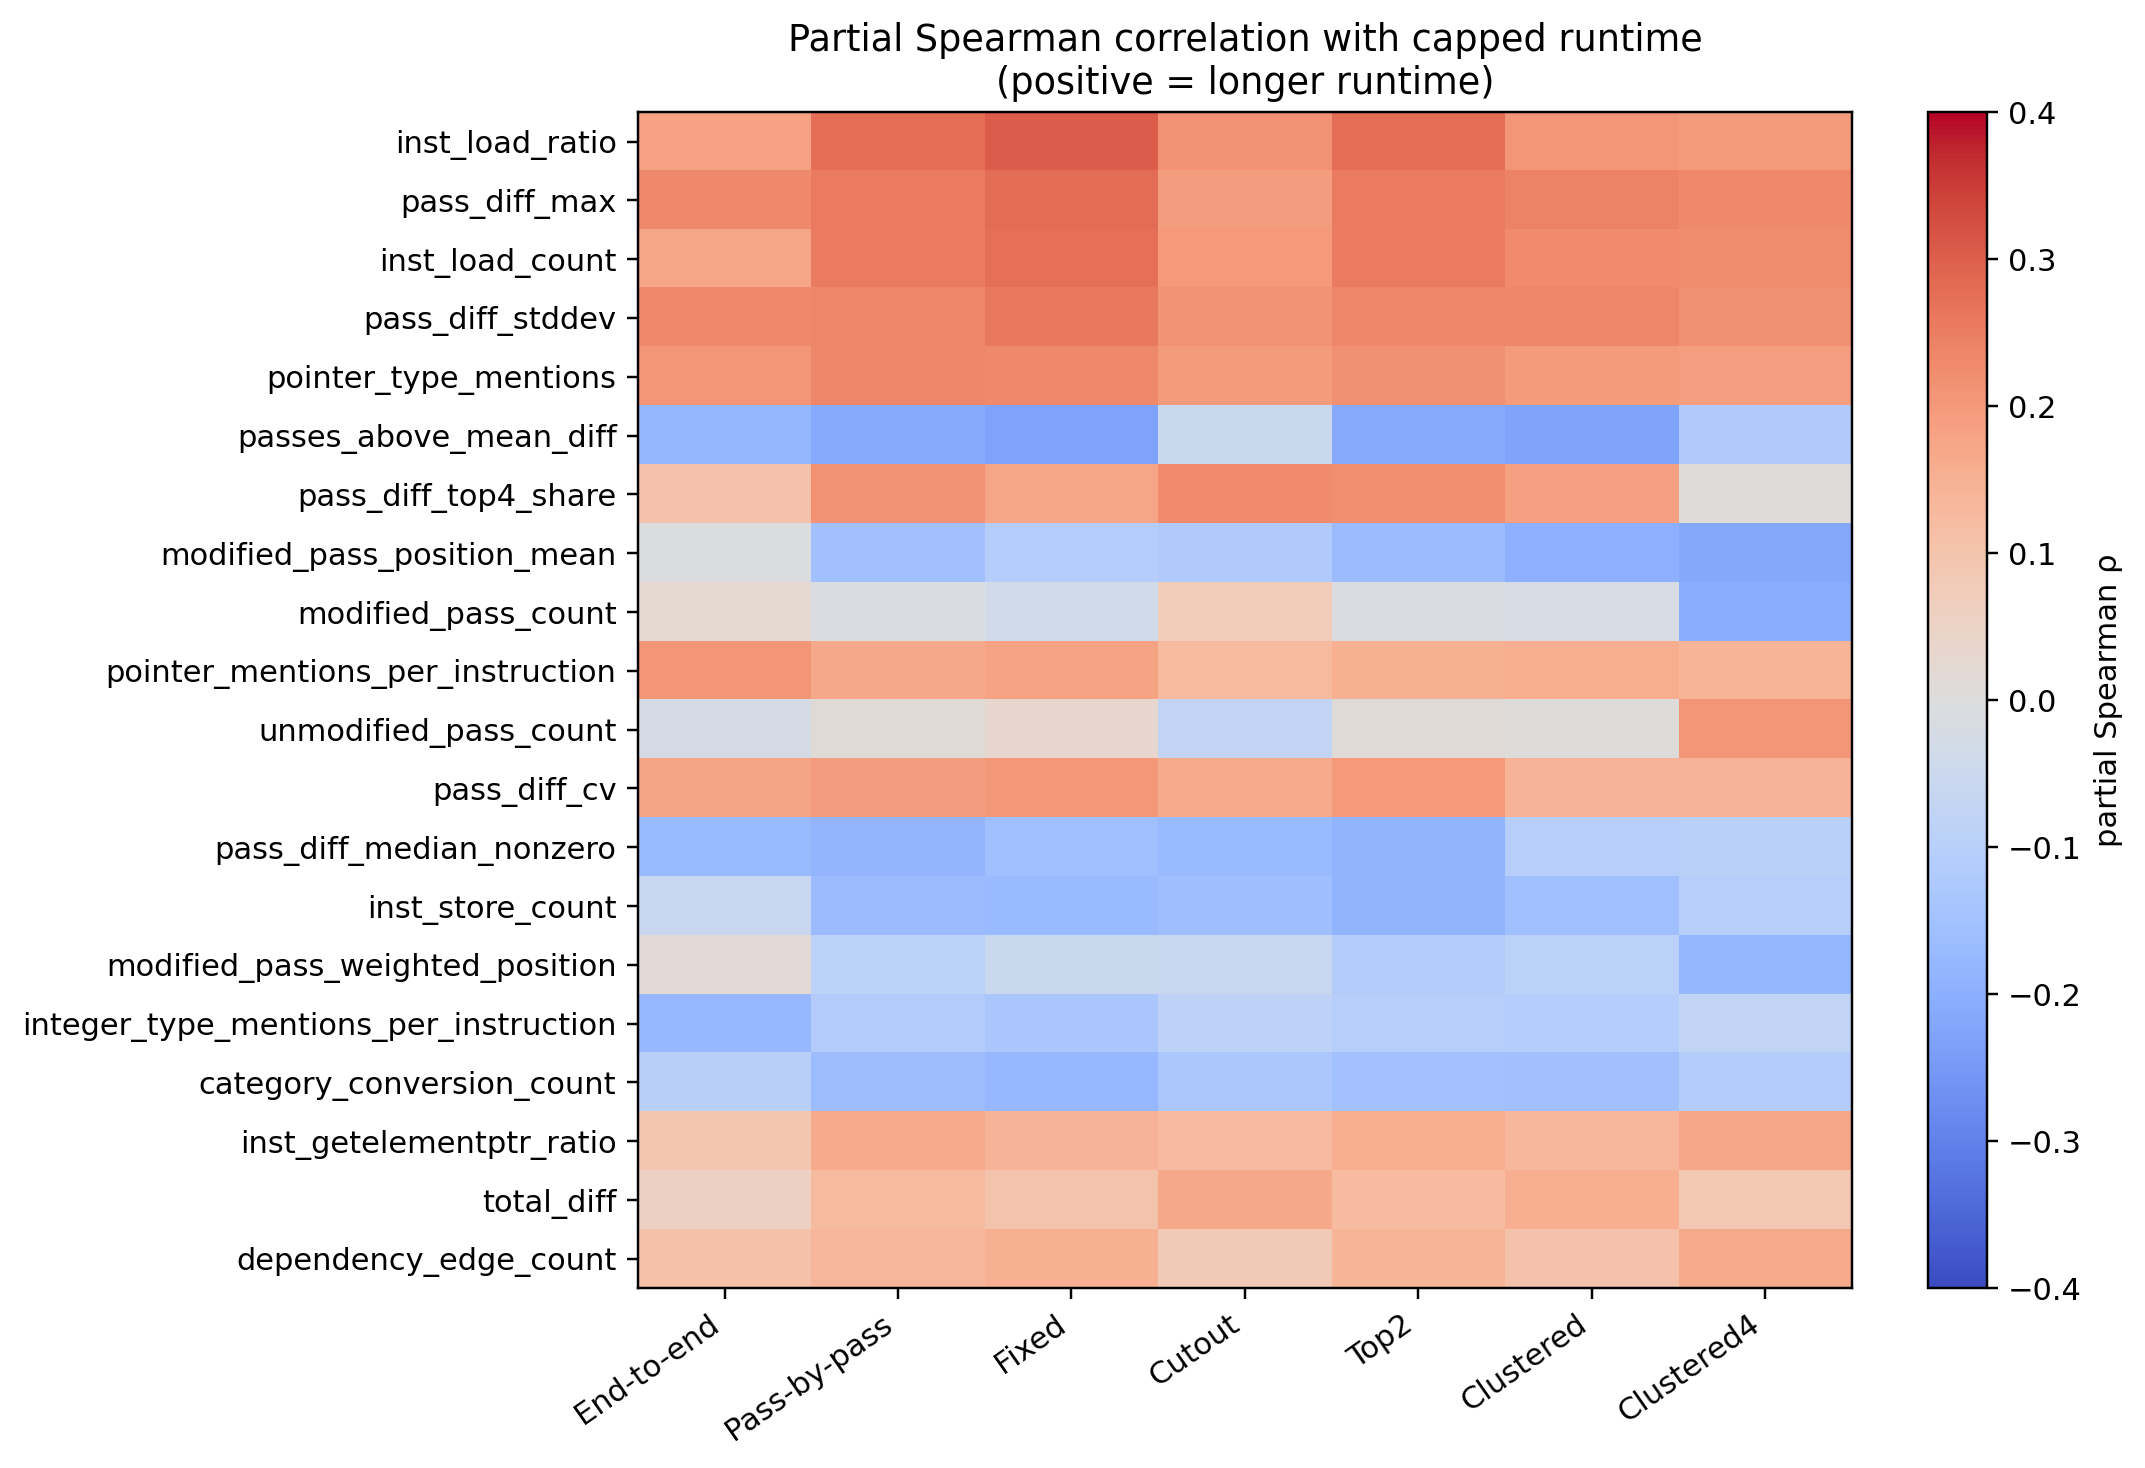 Partial Spearman correlation with capped runtime
(positive = longer runtime)
inst_load_ratio
pass_diff_max
inst_load_count
pass_diff_stddev
pointer_type_mentions
passes_above_mean_diff
pass_diff_top4_share
modified_pass_position_mean
modified_pass_count
pointer_mentions_per_instruction
unmodified_pass_count
pass_diff_cv
pass_diff_median_nonzero
inst_store_count
modified_pass_weighted_position
integer_type_mentions_per_instruction
category_conversion_count
inst_getelementptr_ratio
total_diff
dependency_edge_count
End-to-end
Pass-by-pass
Fixed
Cutout
Top2
Clustered
Clustered4
0.4
0.3
0.2
0.1
0.0
−0.1
−0.2
−0.3
−0.4
partial Spearman ρ